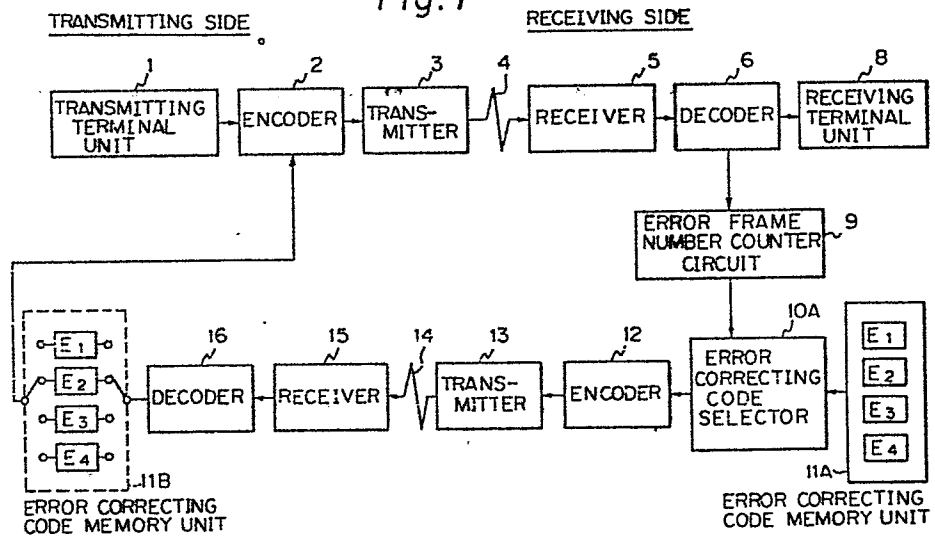 Fig. 1
TRANSMITTING SIDE
RECEIVING SIDE
1
2
3
4
5
6
8
TRANSMITTING
TERMINAL
UNIT
ENCODER
TRANS-
MITTER
RECEIVER
DECODER
RECEIVING
TERMINAL
UNIT
ERROR FRAME
NUMBER COUNTER
CIRCUIT
9
10A
ERROR
CORRECTING
CODE
SELECTOR
E1
E2
E3
E4
11A
ERROR CORRECTING
CODE MEMORY UNIT
12
ENCODER
13
TRANS-
MITTER
14
15
RECEIVER
16
DECODER
E1
E2
E3
E4
11B
ERROR CORRECTING
CODE MEMORY UNIT